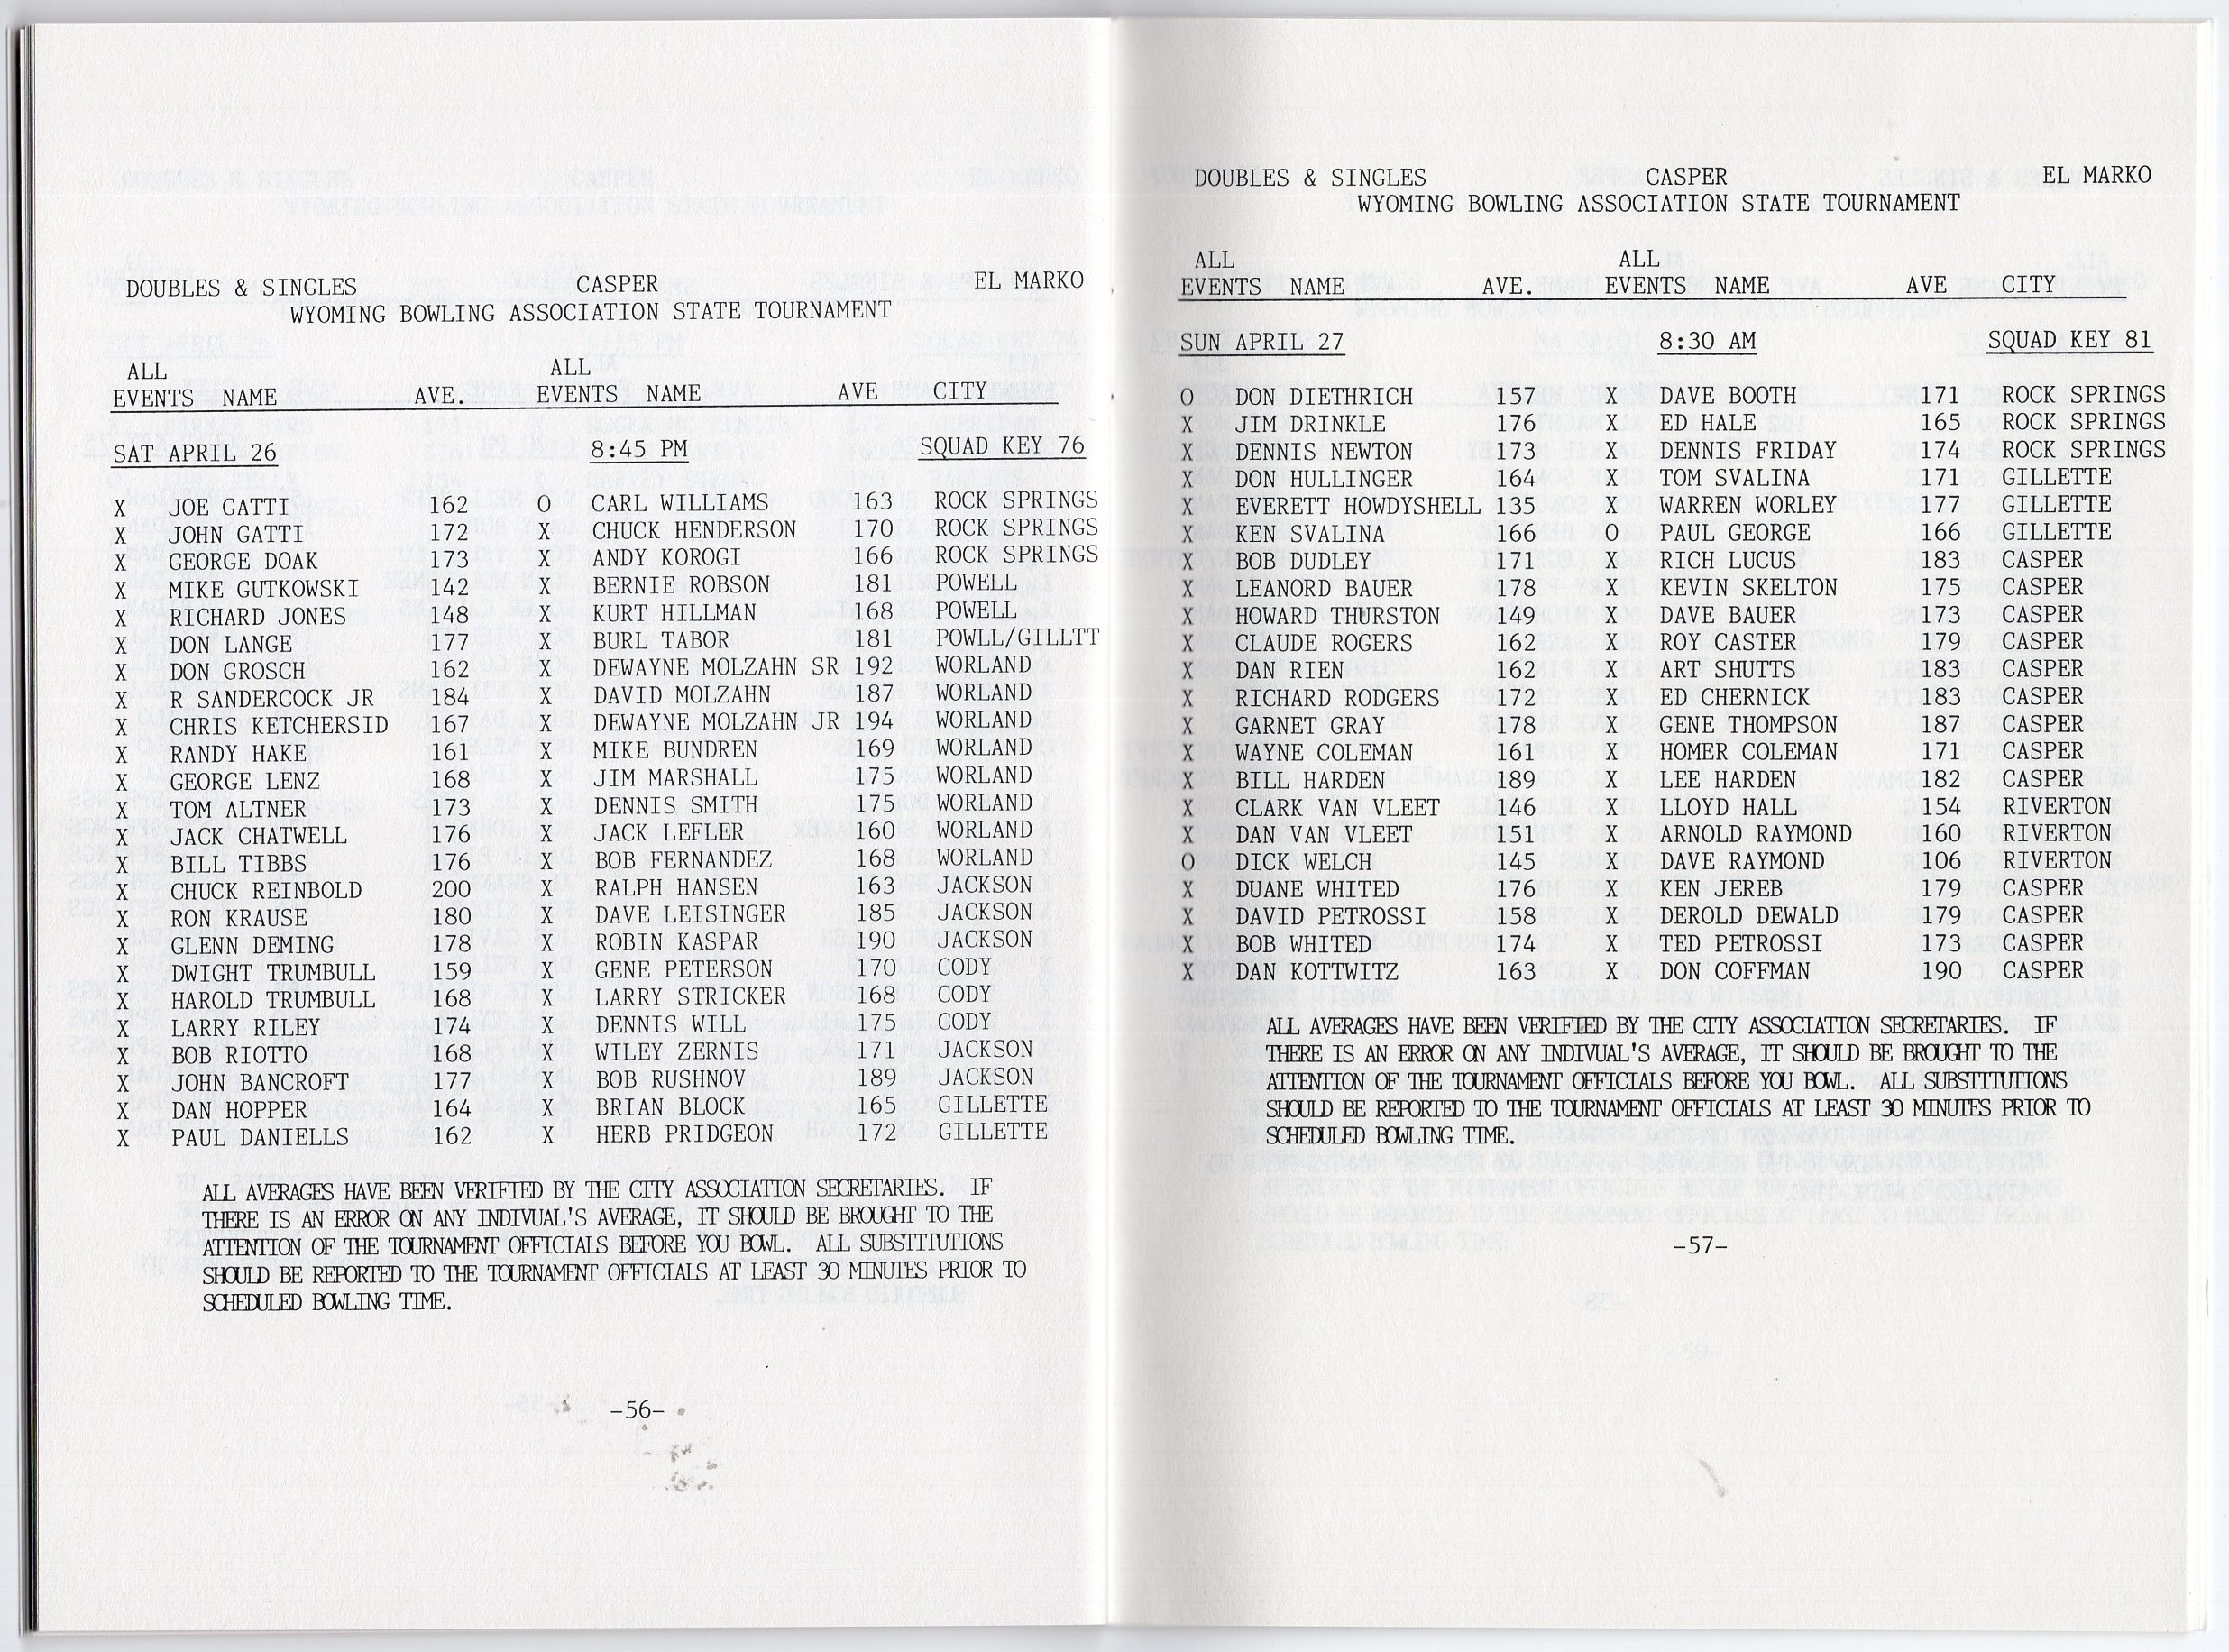 DOUBLES & SINGLES CASPER EL MARKO
WYOMING BOWLING ASSOCIATION STATE TOURNAMENT
ALL ALL
EVENTS NAME AVE. EVENTS NAME AVE CITY
SAT APRIL 26 8:45 PM SQUAD KEY 76
X JOE GATTI 162 O CARL WILLIAMS 163 ROCK SPRINGS
X JOHN GATTI 172 X CHUCK HENDERSON 170 ROCK SPRINGS
X GEORGE DOAK 173 X ANDY KOROGI 166 ROCK SPRINGS
X MIKE GUTKOWSKI 142 X BERNIE ROBSON 181 POWELL
X RICHARD JONES 148 X KURT HILLMAN 168 POWELL
X DON LANGE 177 X BURL TABOR 181 POWLL/GILLTT
X DON GROSCH 162 X DEWAYNE MOLZAHN SR 192 WORLAND
X R SANDERCOCK JR 184 X DAVID MOLZAHN 187 WORLAND
X CHRIS KETCHERSID 167 X DEWAYNE MOLZAHN JR 194 WORLAND
X RANDY HAKE 161 X MIKE BUNDREN 169 WORLAND
X GEORGE LENZ 168 X JIM MARSHALL 175 WORLAND
X TOM ALTNER 173 X DENNIS SMITH 175 WORLAND
X JACK CHATWELL 176 X JACK LEFLER 160 WORLAND
X BILL TIBBS 176 X BOB FERNANDEZ 168 WORLAND
X CHUCK REINBOLD 200 X RALPH HANSEN 163 JACKSON
X RON KRAUSE 180 X DAVE LEISINGER 185 JACKSON
X GLENN DEMING 178 X ROBIN KASPAR 190 JACKSON
X DWIGHT TRUMBULL 159 X GENE PETERSON 170 CODY
X HAROLD TRUMBULL 168 X LARRY STRICKER 168 CODY
X LARRY RILEY 174 X DENNIS WILL 175 CODY
X BOB RIOTTO 168 X WILEY ZERNIS 171 JACKSON
X JOHN BANCROFT 177 X BOB RUSHNOV 189 JACKSON
X DAN HOPPER 164 X BRIAN BLOCK 165 GILLETTE
X PAUL DANIELLS 162 X HERB PRIDGEON 172 GILLETTE
ALL AVERAGES HAVE BEEN VERIFIED BY THE CITY ASSOCIATION SECRETARIES. IF
THERE IS AN ERROR ON ANY INDIVUAL'S AVERAGE, IT SHOULD BE BROUGHT TO THE
ATTENTION OF THE TOURNAMENT OFFICIALS BEFORE YOU BOWL. ALL SUBSTITUTIONS
SHOULD BE REPORTED TO THE TOURNAMENT OFFICIALS AT LEAST 30 MINUTES PRIOR TO
SCHEDULED BOWLING TIME.
-56-
DOUBLES & SINGLES CASPER EL MARKO
WYOMING BOWLING ASSOCIATION STATE TOURNAMENT
ALL ALL
EVENTS NAME AVE. EVENTS NAME AVE CITY
SUN APRIL 27 8:30 AM SQUAD KEY 81
O DON DIETHRICH 157 X DAVE BOOTH 171 ROCK SPRINGS
X JIM DRINKLE 176 X ED HALE 165 ROCK SPRINGS
X DENNIS NEWTON 173 X DENNIS FRIDAY 174 ROCK SPRINGS
X DON HULLINGER 164 X TOM SVALINA 171 GILLETTE
X EVERETT HOWDYSHELL 135 X WARREN WORLEY 177 GILLETTE
X KEN SVALINA 166 O PAUL GEORGE 166 GILLETTE
X BOB DUDLEY 171 X RICH LUCUS 183 CASPER
X LEANORD BAUER 178 X KEVIN SKELTON 175 CASPER
X HOWARD THURSTON 149 X DAVE BAUER 173 CASPER
X CLAUDE ROGERS 162 X ROY CASTER 179 CASPER
X DAN RIEN 162 X ART SHUTTS 183 CASPER
X RICHARD RODGERS 172 X ED CHERNICK 183 CASPER
X GARNET GRAY 178 X GENE THOMPSON 187 CASPER
X WAYNE COLEMAN 161 X HOMER COLEMAN 171 CASPER
X BILL HARDEN 189 X LEE HARDEN 182 CASPER
X CLARK VAN VLEET 146 X LLOYD HALL 154 RIVERTON
X DAN VAN VLEET 151 X ARNOLD RAYMOND 160 RIVERTON
O DICK WELCH 145 X DAVE RAYMOND 106 RIVERTON
X DUANE WHITED 176 X KEN JEREB 179 CASPER
X DAVID PETROSSI 158 X DEROLD DEWALD 179 CASPER
X BOB WHITED 174 X TED PETROSSI 173 CASPER
X DAN KOTTWITZ 163 X DON COFFMAN 190 CASPER
ALL AVERAGES HAVE BEEN VERIFIED BY THE CITY ASSOCIATION SECRETARIES. IF
THERE IS AN ERROR ON ANY INDIVUAL'S AVERAGE, IT SHOULD BE BROUGHT TO THE
ATTENTION OF THE TOURNAMENT OFFICIALS BEFORE YOU BOWL. ALL SUBSTITUTIONS
SHOULD BE REPORTED TO THE TOURNAMENT OFFICIALS AT LEAST 30 MINUTES PRIOR TO
SCHEDULED BOWLING TIME.
-57-